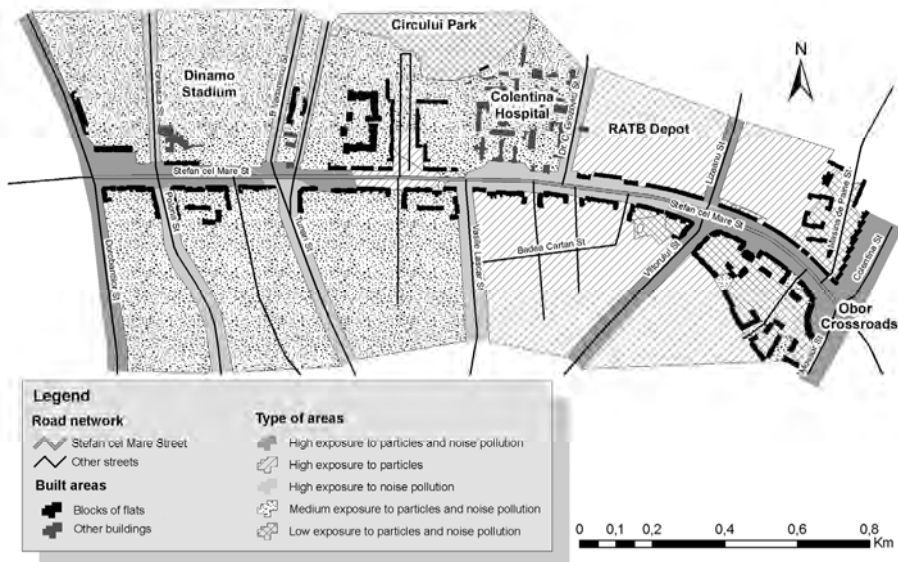 Circului Park
N
Dinamo
Stadium
Colentina
Hospital
RATB Depot
Lizeanu St
Stefan cel Mare St
Stefan cel Mare St
Vasile Lascar St
Badea Cartan St
Viitorului St
Colentina St
Obor
Crossroads
Legend
Road network
Stefan cel Mare Street
Other streets
Built areas
Blocks of flats
Other buildings
Type of areas
High exposure to particles and noise pollution
High exposure to particles
High exposure to noise pollution
Medium exposure to particles and noise pollution
Low exposure to particles and noise pollution
0 0,1 0,2 0,4 0,6 0,8
Km